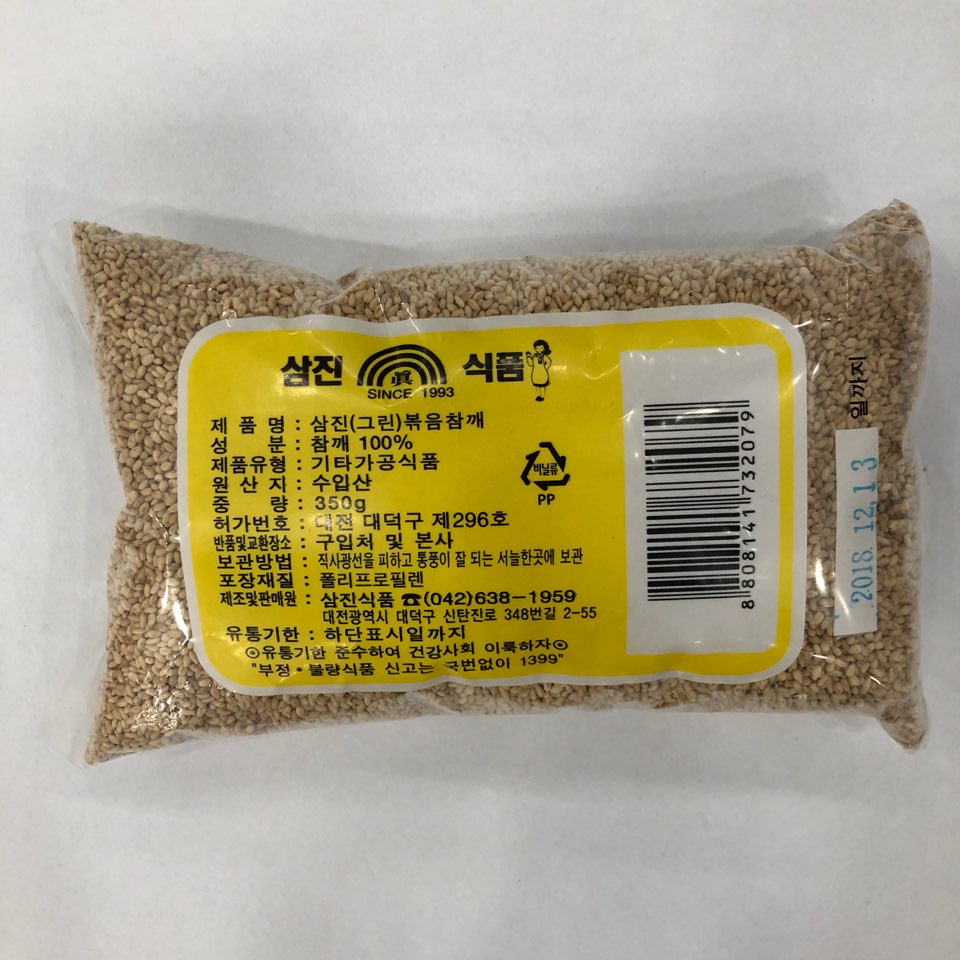 삼진 眞 식품
SINCE 1993
제 품 명 : 삼진(그린)볶음참깨
성 분 : 참깨 100%
제품유형 : 기타가공식품
원 산 지 : 수입산
중 량 : 350g
허가번호 : 대전 대덕구 제296호
반품및교환장소 : 구입처 및 본사
보관방법 : 직사광선을 피하고 통풍이 잘 되는 서늘한곳에 보관
포장재질 : 폴리프로필렌
제조및판매원 : 삼진식품 ☎(042)638-1959
대전광역시 대덕구 신탄진로 348번길 2-55
유통기한 : 하단표시일까지
⊙유통기한 준수하여 건강사회 이룩하자⊙
"부정·불량식품 신고는 국번없이 1399"
비닐류
PP
8 808141 732079
2018. 12. 13
일까지